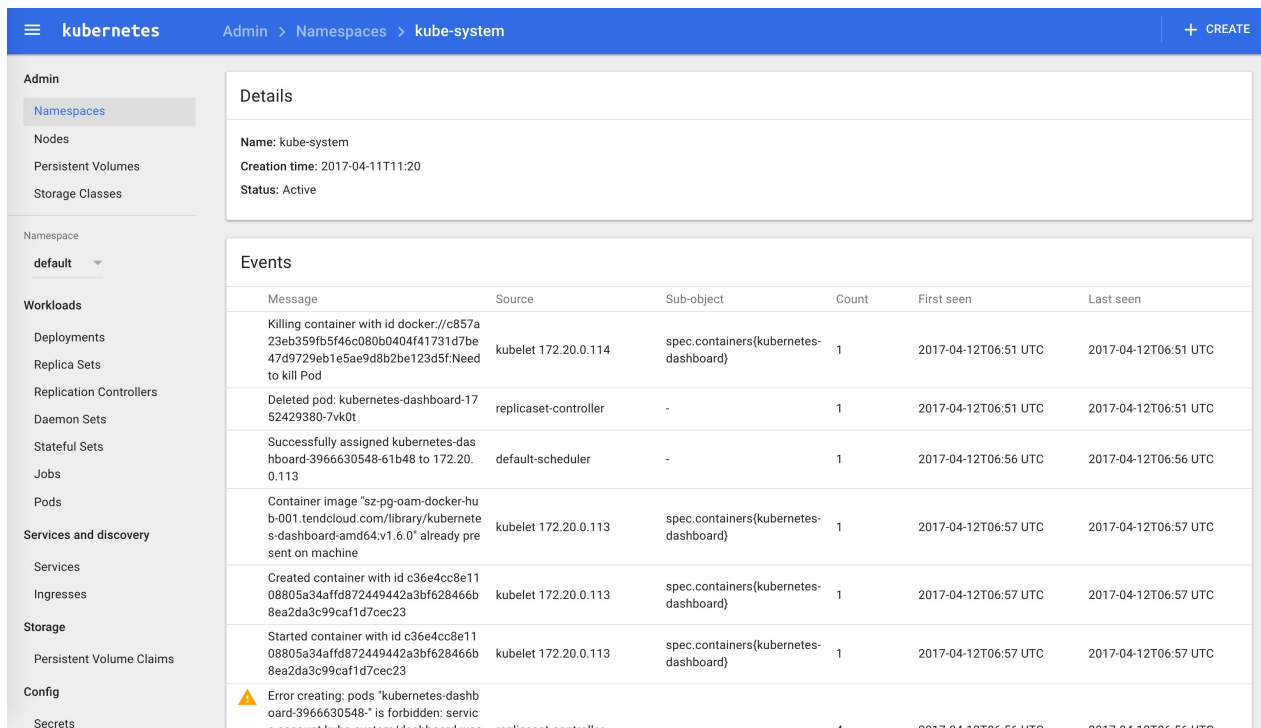 kubernetes
Admin > Namespaces > kube-system
+ CREATE
Admin
Namespaces
Nodes
Persistent Volumes
Storage Classes
Namespace
default
Workloads
Deployments
Replica Sets
Replication Controllers
Daemon Sets
Stateful Sets
Jobs
Pods
Services and discovery
Services
Ingresses
Storage
Persistent Volume Claims
Config
Secrets
Details
Name: kube-system
Creation time: 2017-04-11T11:20
Status: Active
Events
Message Source Sub-object Count First seen Last seen
Killing container with id docker://c857a
23eb359fb5f46c080b0404f41731d7be
47d9729eb1e5ae9d8b2be123d5f:Need
to kill Pod
kubelet 172.20.0.114
spec.containers{kubernetes-
dashboard}
1
2017-04-12T06:51 UTC
2017-04-12T06:51 UTC
Deleted pod: kubernetes-dashboard-17
52429380-7vk0t
replicaset-controller
-
1
2017-04-12T06:51 UTC
2017-04-12T06:51 UTC
Successfully assigned kubernetes-das
hboard-3966630548-61b48 to 172.20.
0.113
default-scheduler
-
1
2017-04-12T06:56 UTC
2017-04-12T06:56 UTC
Container image "sz-pg-oam-docker-hu
b-001.tendcloud.com/library/kubernete
s-dashboard-amd64:v1.6.0" already pre
sent on machine
kubelet 172.20.0.113
spec.containers{kubernetes-
dashboard}
1
2017-04-12T06:57 UTC
2017-04-12T06:57 UTC
Created container with id c36e4cc8e11
08805a34affd872449442a3bf628466b
8ea2da3c99caf1d7cec23
kubelet 172.20.0.113
spec.containers{kubernetes-
dashboard}
1
2017-04-12T06:57 UTC
2017-04-12T06:57 UTC
Started container with id c36e4cc8e11
08805a34affd872449442a3bf628466b
8ea2da3c99caf1d7cec23
kubelet 172.20.0.113
spec.containers{kubernetes-
dashboard}
1
2017-04-12T06:57 UTC
2017-04-12T06:57 UTC
Error creating: pods "kubernetes-dashb
oard-3966630548-" is forbidden: servic